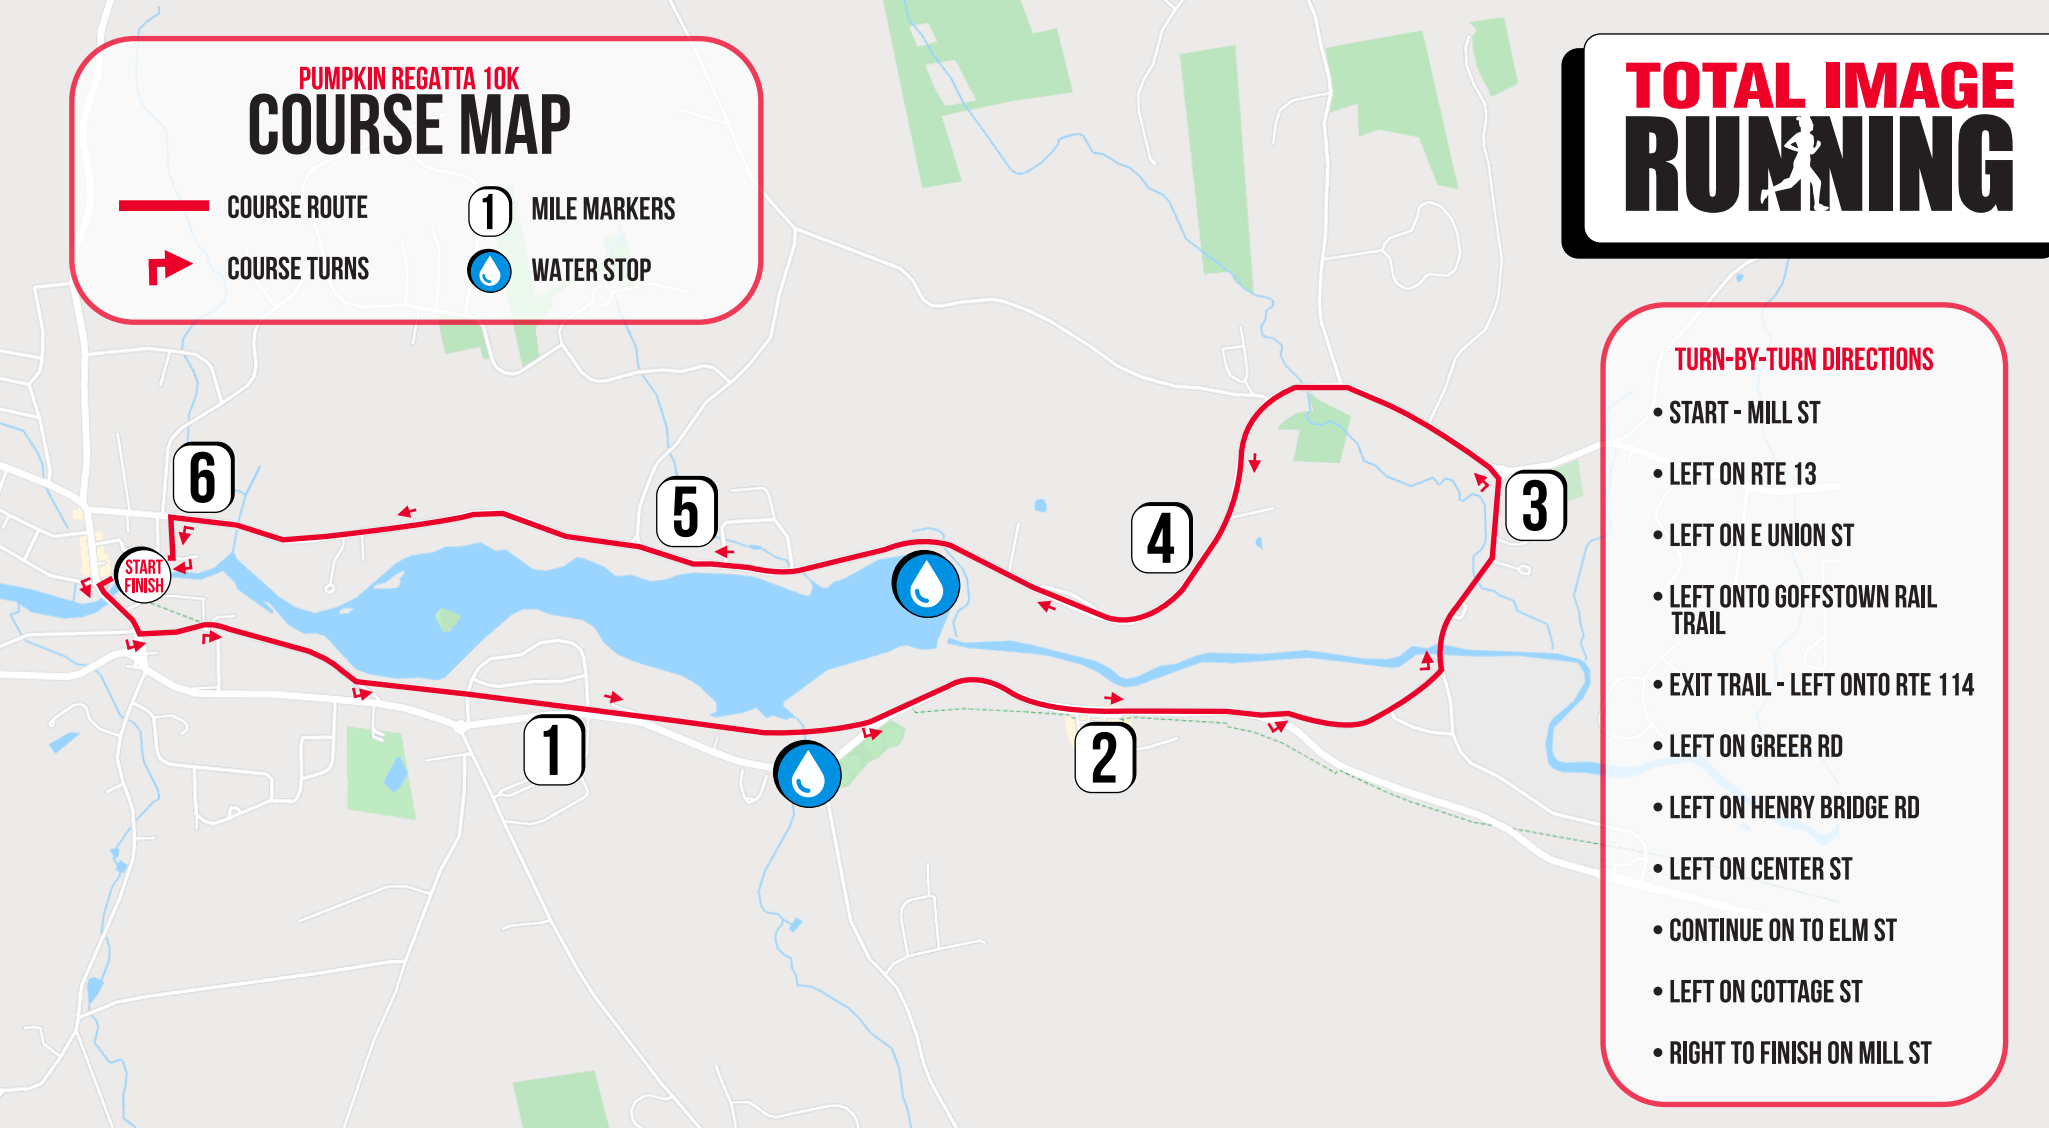 PUMPKIN REGATTA 10K
COURSE MAP
COURSE ROUTE
1 MILE MARKERS
COURSE TURNS
WATER STOP
TOTAL IMAGE
RUNNING
TURN-BY-TURN DIRECTIONS
• START - MILL ST
• LEFT ON RTE 13
• LEFT ON E UNION ST
• LEFT ONTO GOFFSTOWN RAIL
TRAIL
• EXIT TRAIL - LEFT ONTO RTE 114
• LEFT ON GREER RD
• LEFT ON HENRY BRIDGE RD
• LEFT ON CENTER ST
• CONTINUE ON TO ELM ST
• LEFT ON COTTAGE ST
• RIGHT TO FINISH ON MILL ST
6
5
4
3
START
FINISH
1
2